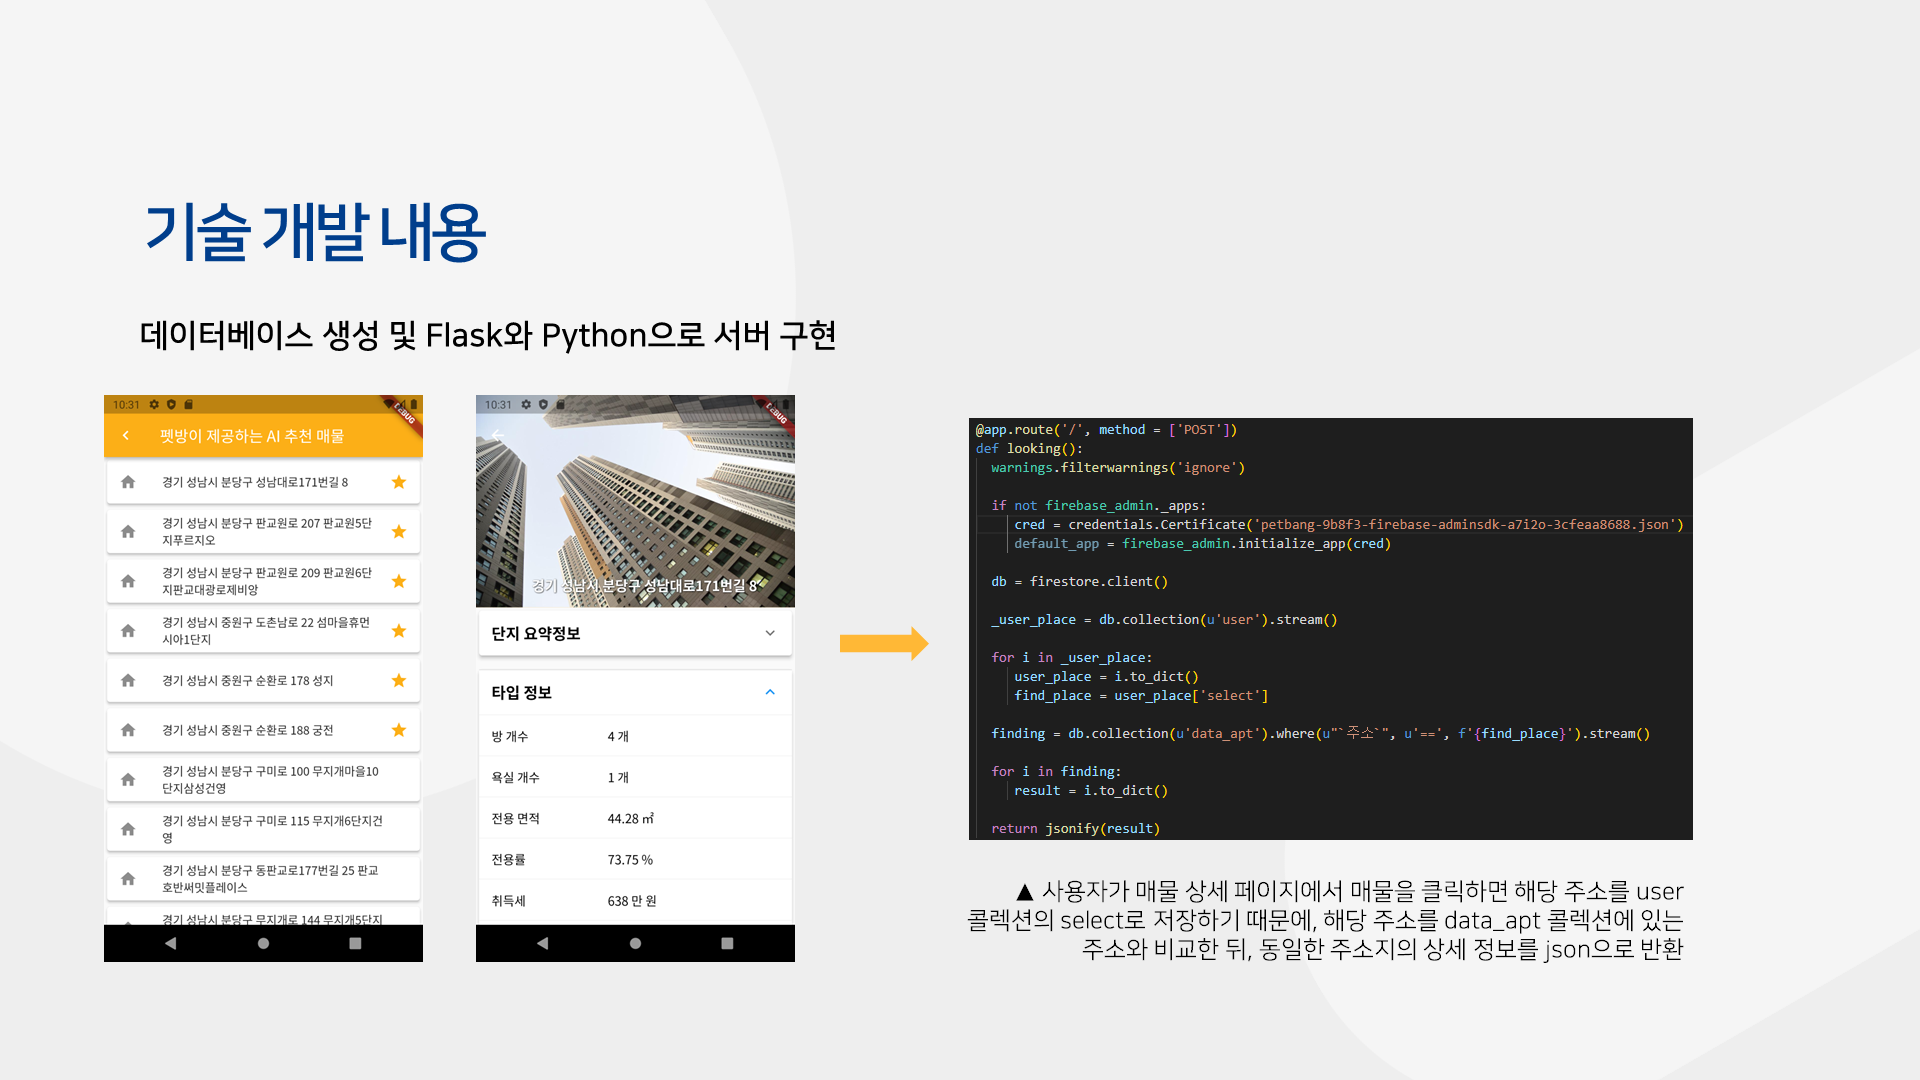 기술 개발 내용
데이터베이스 생성 및 Flask와 Python으로 서버 구현
10:31
DEBUG
펫방이 제공하는 AI 추천 매물
경기 성남시 분당구 성남대로171번길 8
경기 성남시 분당구 판교원로 207 판교원5단
지푸르지오
경기 성남시 분당구 판교원로 209 판교원6단
지판교대광로제비앙
경기 성남시 중원구 도촌남로 22 섬마을휴먼
시아1단지
경기 성남시 중원구 순환로 178 성지
경기 성남시 중원구 순환로 188 궁전
경기 성남시 분당구 구미로 100 무지개마을10
단지삼성건영
경기 성남시 분당구 구미로 115 무지개6단지건
영
경기 성남시 분당구 동판교로177번길 25 판교
호반써밋플레이스
경기 성남시 분당구 무지개로 144 무지개5단지
10:31
DEBUG
경기 성남시 분당구 성남대로171번길 8
단지 요약정보
타입 정보
방 개수 4 개
욕실 개수 1 개
전용 면적 44.28 ㎡
전용률 73.75 %
취득세 638 만 원
@app.route('/', method = ['POST'])
def looking():
warnings.filterwarnings('ignore')
if not firebase_admin._apps:
cred = credentials.Certificate('petbang-9b8f3-firebase-adminsdk-a7i2o-3cfeaa8688.json')
default_app = firebase_admin.initialize_app(cred)
db = firestore.client()
_user_place = db.collection(u'user').stream()
for i in _user_place:
user_place = i.to_dict()
find_place = user_place['select']
finding = db.collection(u'data_apt').where(u"`주소`", u'==', f'{find_place}').stream()
for i in finding:
result = i.to_dict()
return jsonify(result)
▲ 사용자가 매물 상세 페이지에서 매물을 클릭하면 해당 주소를 user
콜렉션의 select로 저장하기 때문에, 해당 주소를 data_apt 콜렉션에 있는
주소와 비교한 뒤, 동일한 주소지의 상세 정보를 json으로 반환